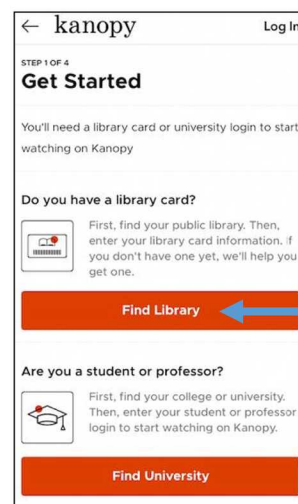 ← kanopy Log In
STEP 1 OF 4
Get Started
You'll need a library card or university login to start
watching on Kanopy
Do you have a library card?
First, find your public library. Then,
enter your library card information. If
you don't have one yet, we'll help you
get one.
Find Library
Are you a student or professor?
First, find your college or university.
Then, enter your student or professor
login to start watching on Kanopy.
Find University